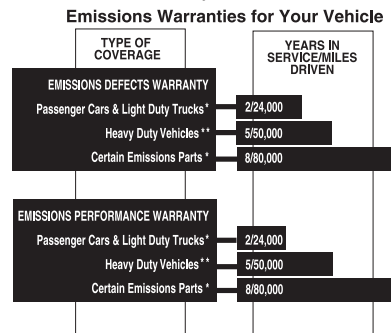 Emissions Warranties for Your Vehicle
TYPE OF
COVERAGE
YEARS IN
SERVICE/MILES
DRIVEN
EMISSIONS DEFECTS WARRANTY
Passenger Cars & Light Duty Trucks* 2/24,000
Heavy Duty Vehicles** 5/50,000
Certain Emissions Parts* 8/80,000
EMISSIONS PERFORMANCE WARRANTY
Passenger Cars & Light Duty Trucks* 2/24,000
Heavy Duty Vehicles** 5/50,000
Certain Emissions Parts* 8/80,000